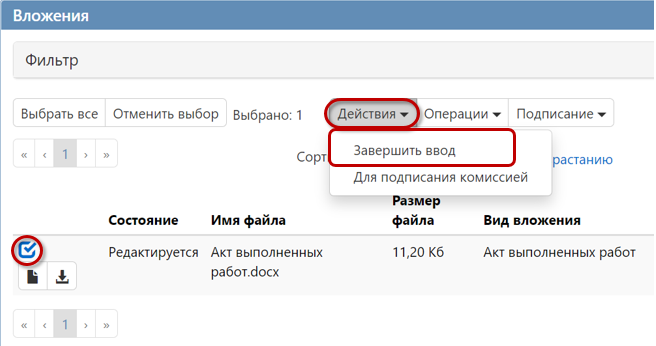 Вложения
Фильтр
Выбрать все Отменить выбор Выбрано: 1 Действия Операции Подписание
« ‹ 1 › » Сорт растанию
Завершить ввод
Для подписания комиссией
Состояние Имя файла Размер файла Вид вложения
Редактируется Акт выполненных работ.docx 11,20 Кб Акт выполненных работ
« ‹ 1 › »